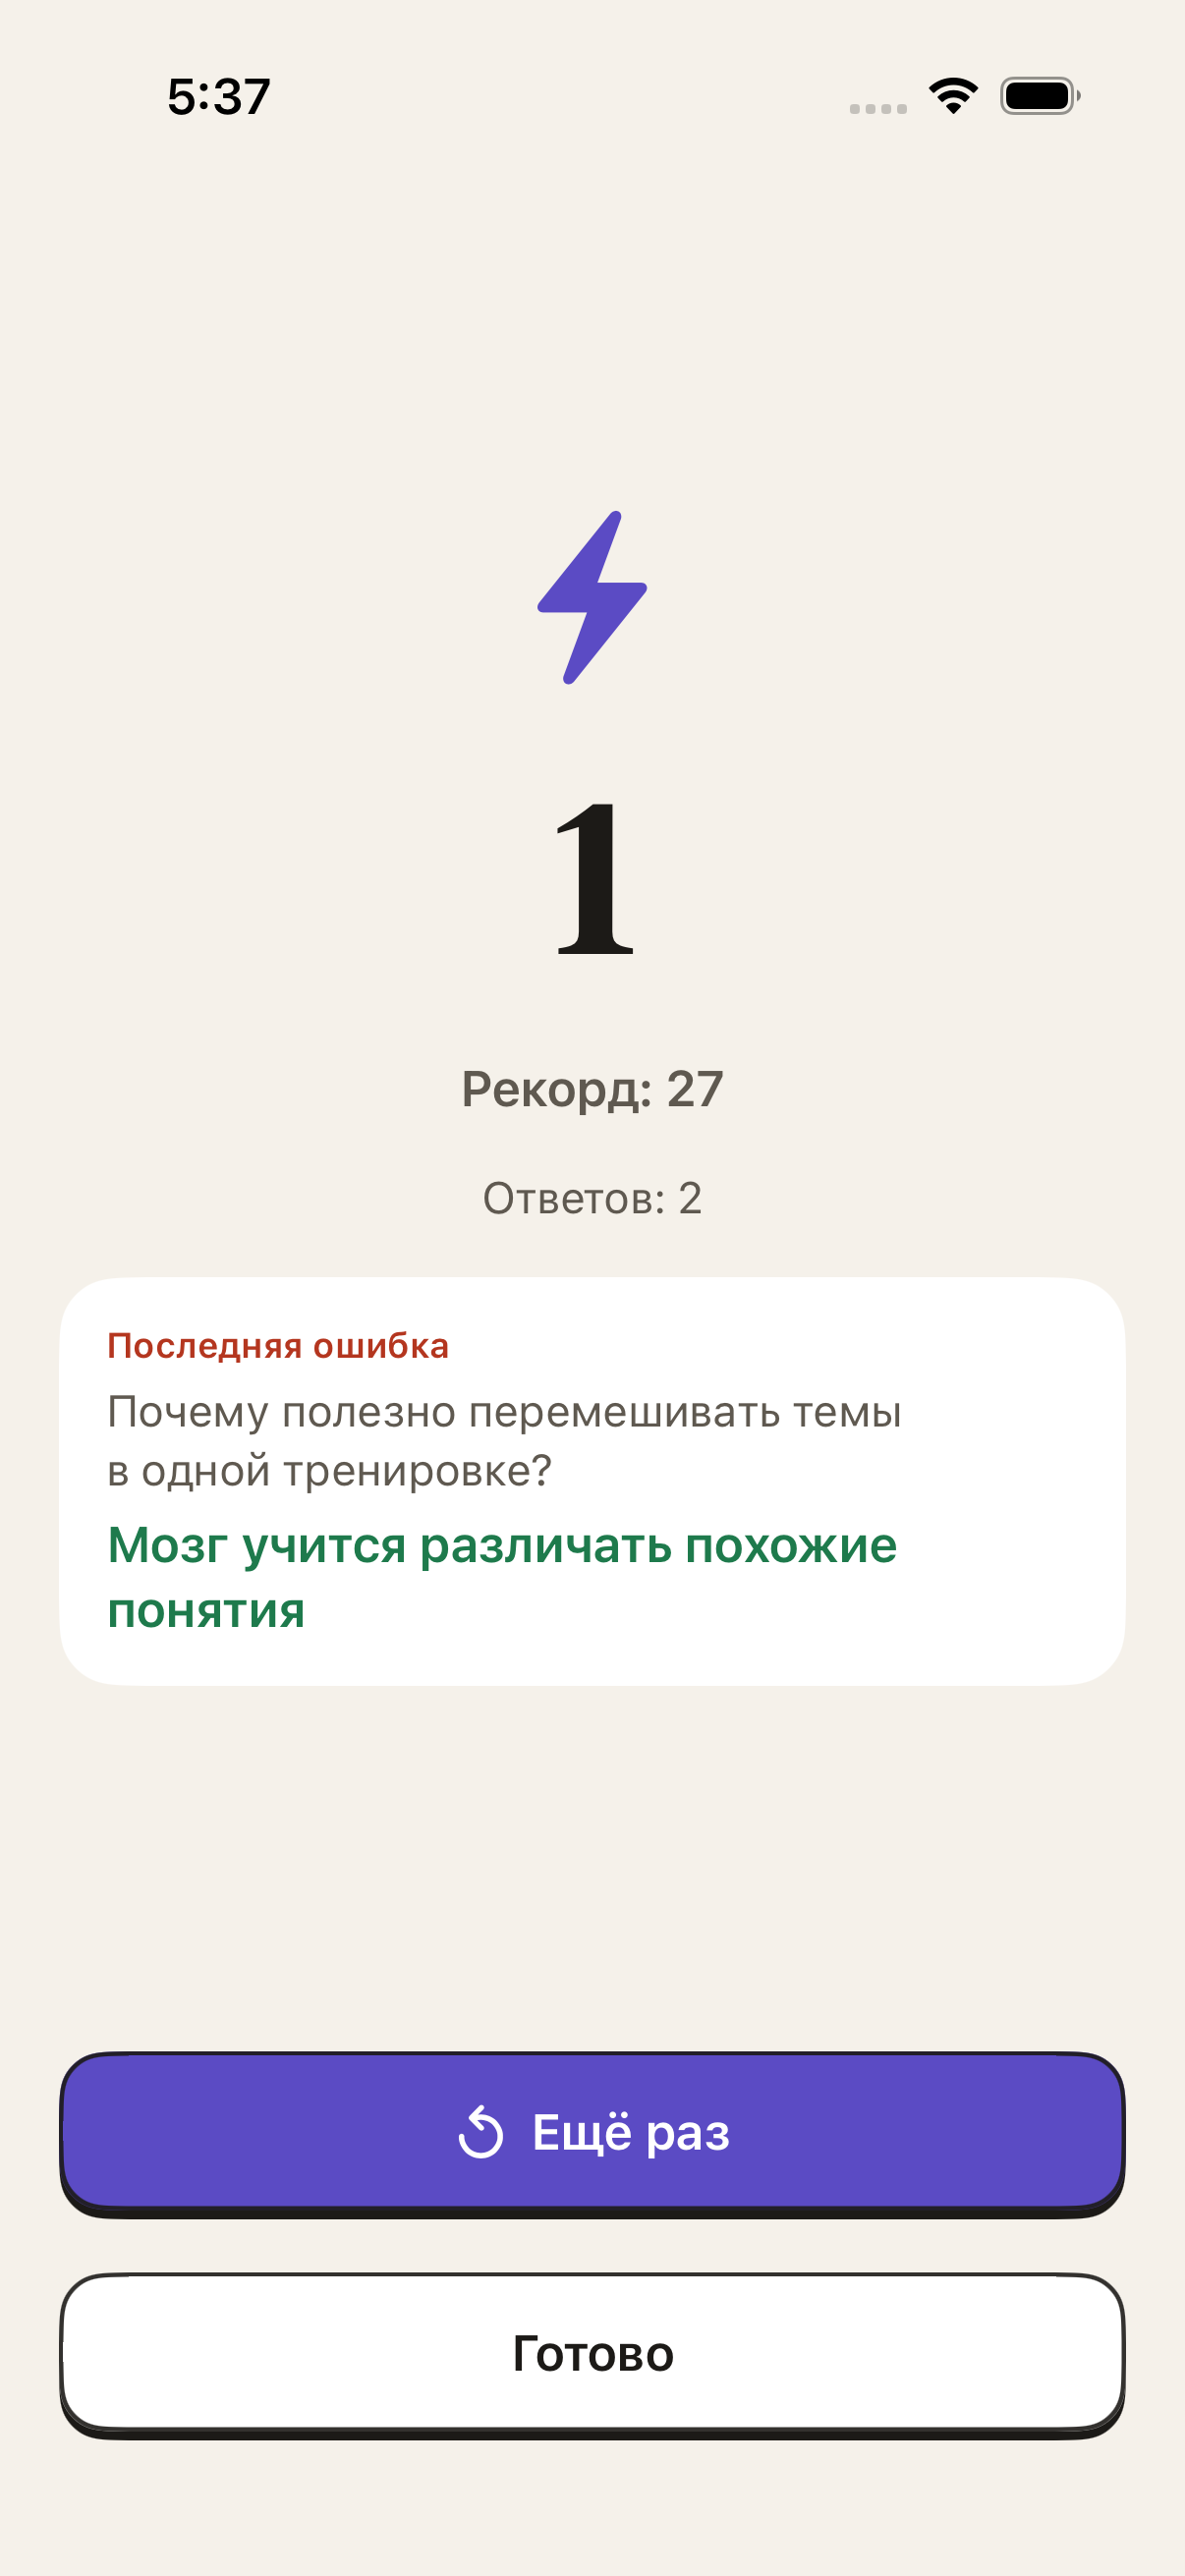 5:37
1
Рекорд: 27
Ответов: 2
Последняя ошибка
Почему полезно перемешивать темы
в одной тренировке?
Мозг учится различать похожие
понятия
Ещё раз
Готово